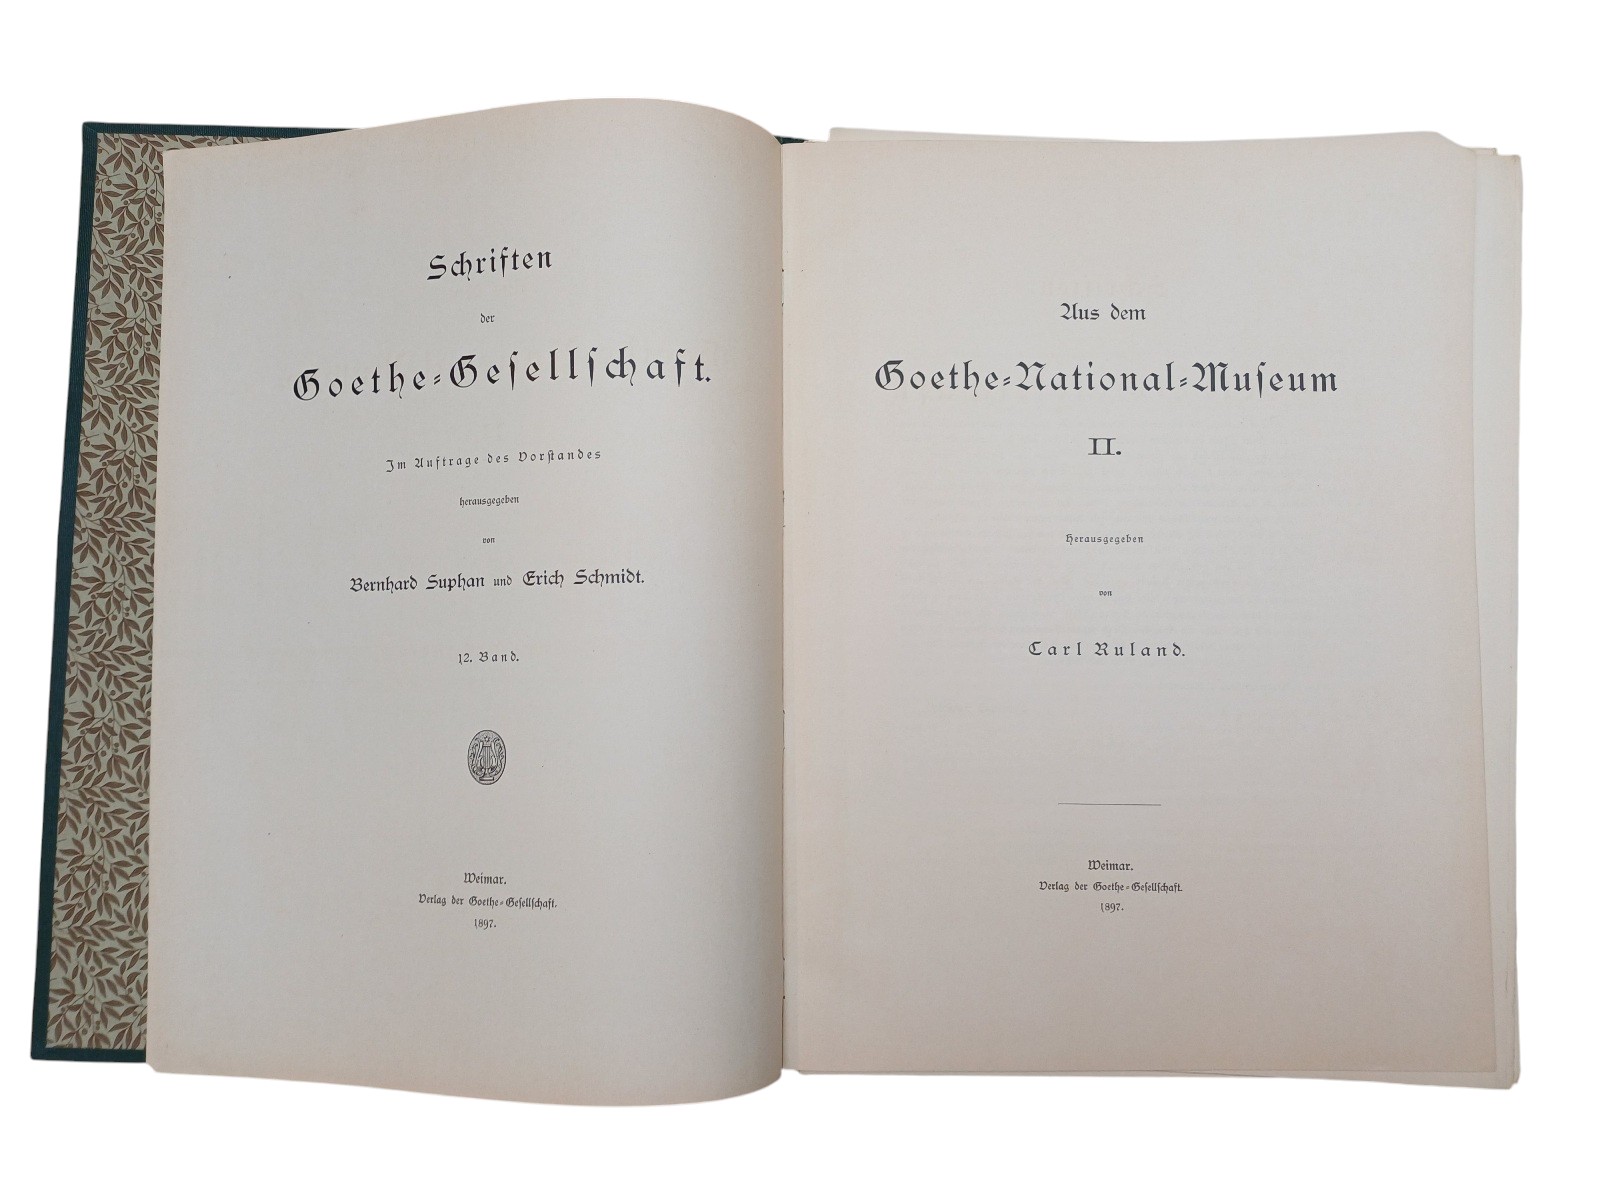 Schriften
der
Goethe-Gesellschaft.
Im Auftrage des Vorstandes
herausgegeben
von
Bernhard Suphan und Erich Schmidt.
12. Band.
Weimar.
Verlag der Goethe-Gesellschaft.
1897.
Aus dem
Goethe-National-Museum
II.
Herausgegeben
von
Carl Ruland.
Weimar.
Verlag der Goethe-Gesellschaft.
1897.